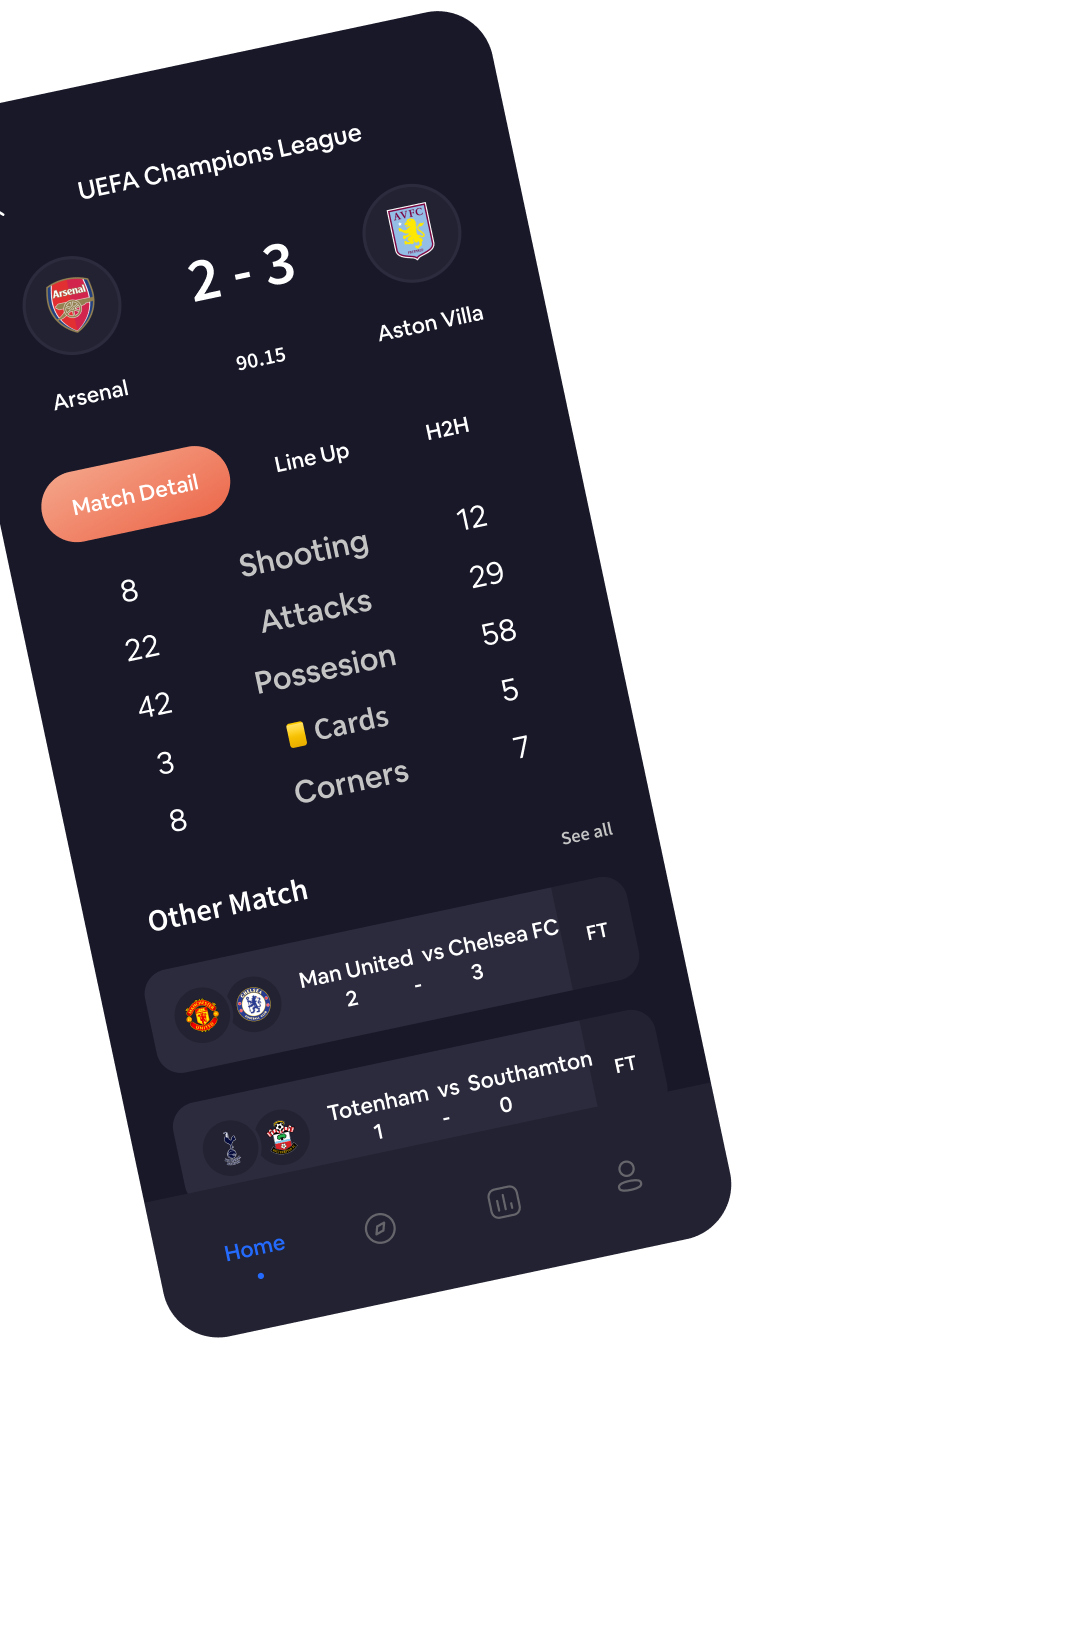 UEFA Champions League
AVFC
Arsenal
2 - 3
Aston Villa
90.15
Arsenal
Match Detail
Line Up
H2H
8 Shooting 12
22 Attacks 29
42 Possesion 58
3 Cards 5
8 Corners 7
See all
Other Match
Man United vs Chelsea FC
FT
2 - 3
Totenham vs Southamton
FT
1 - 0
Home